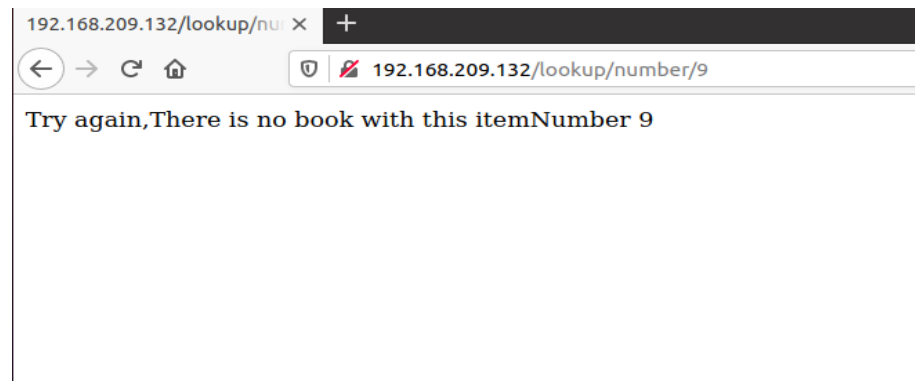 192.168.209.132/lookup/nu
192.168.209.132/lookup/number/9
Try again,There is no book with this itemNumber 9